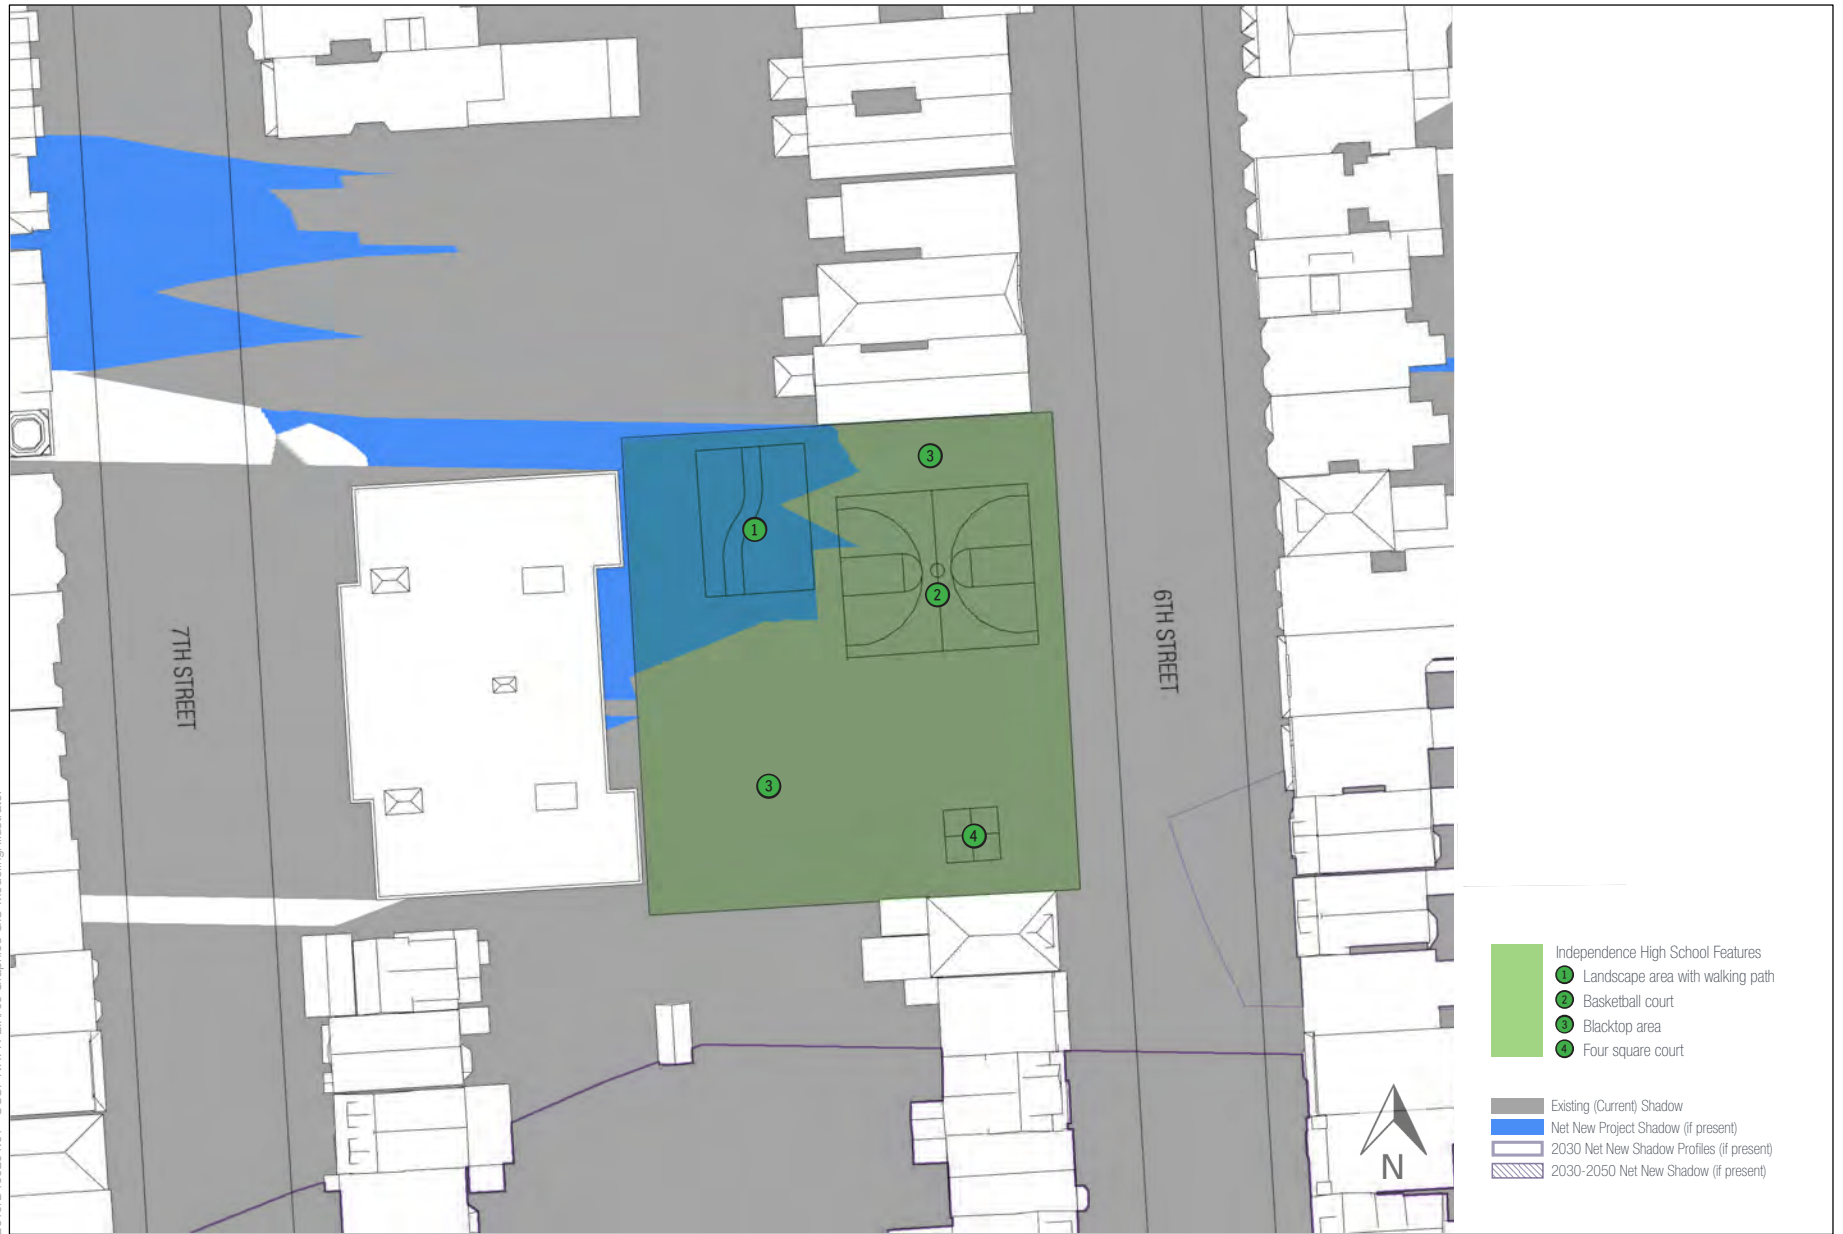 3
1
2
3
4
7TH STREET
6TH STREET
Independence High School Features
1 Landscape area with walking path
2 Basketball court
3 Blacktop area
4 Four square court
Existing (Current) Shadow
Net New Project Shadow (if present)
2030 Net New Shadow Profiles (if present)
2030-2050 Net New Shadow (if present)
N